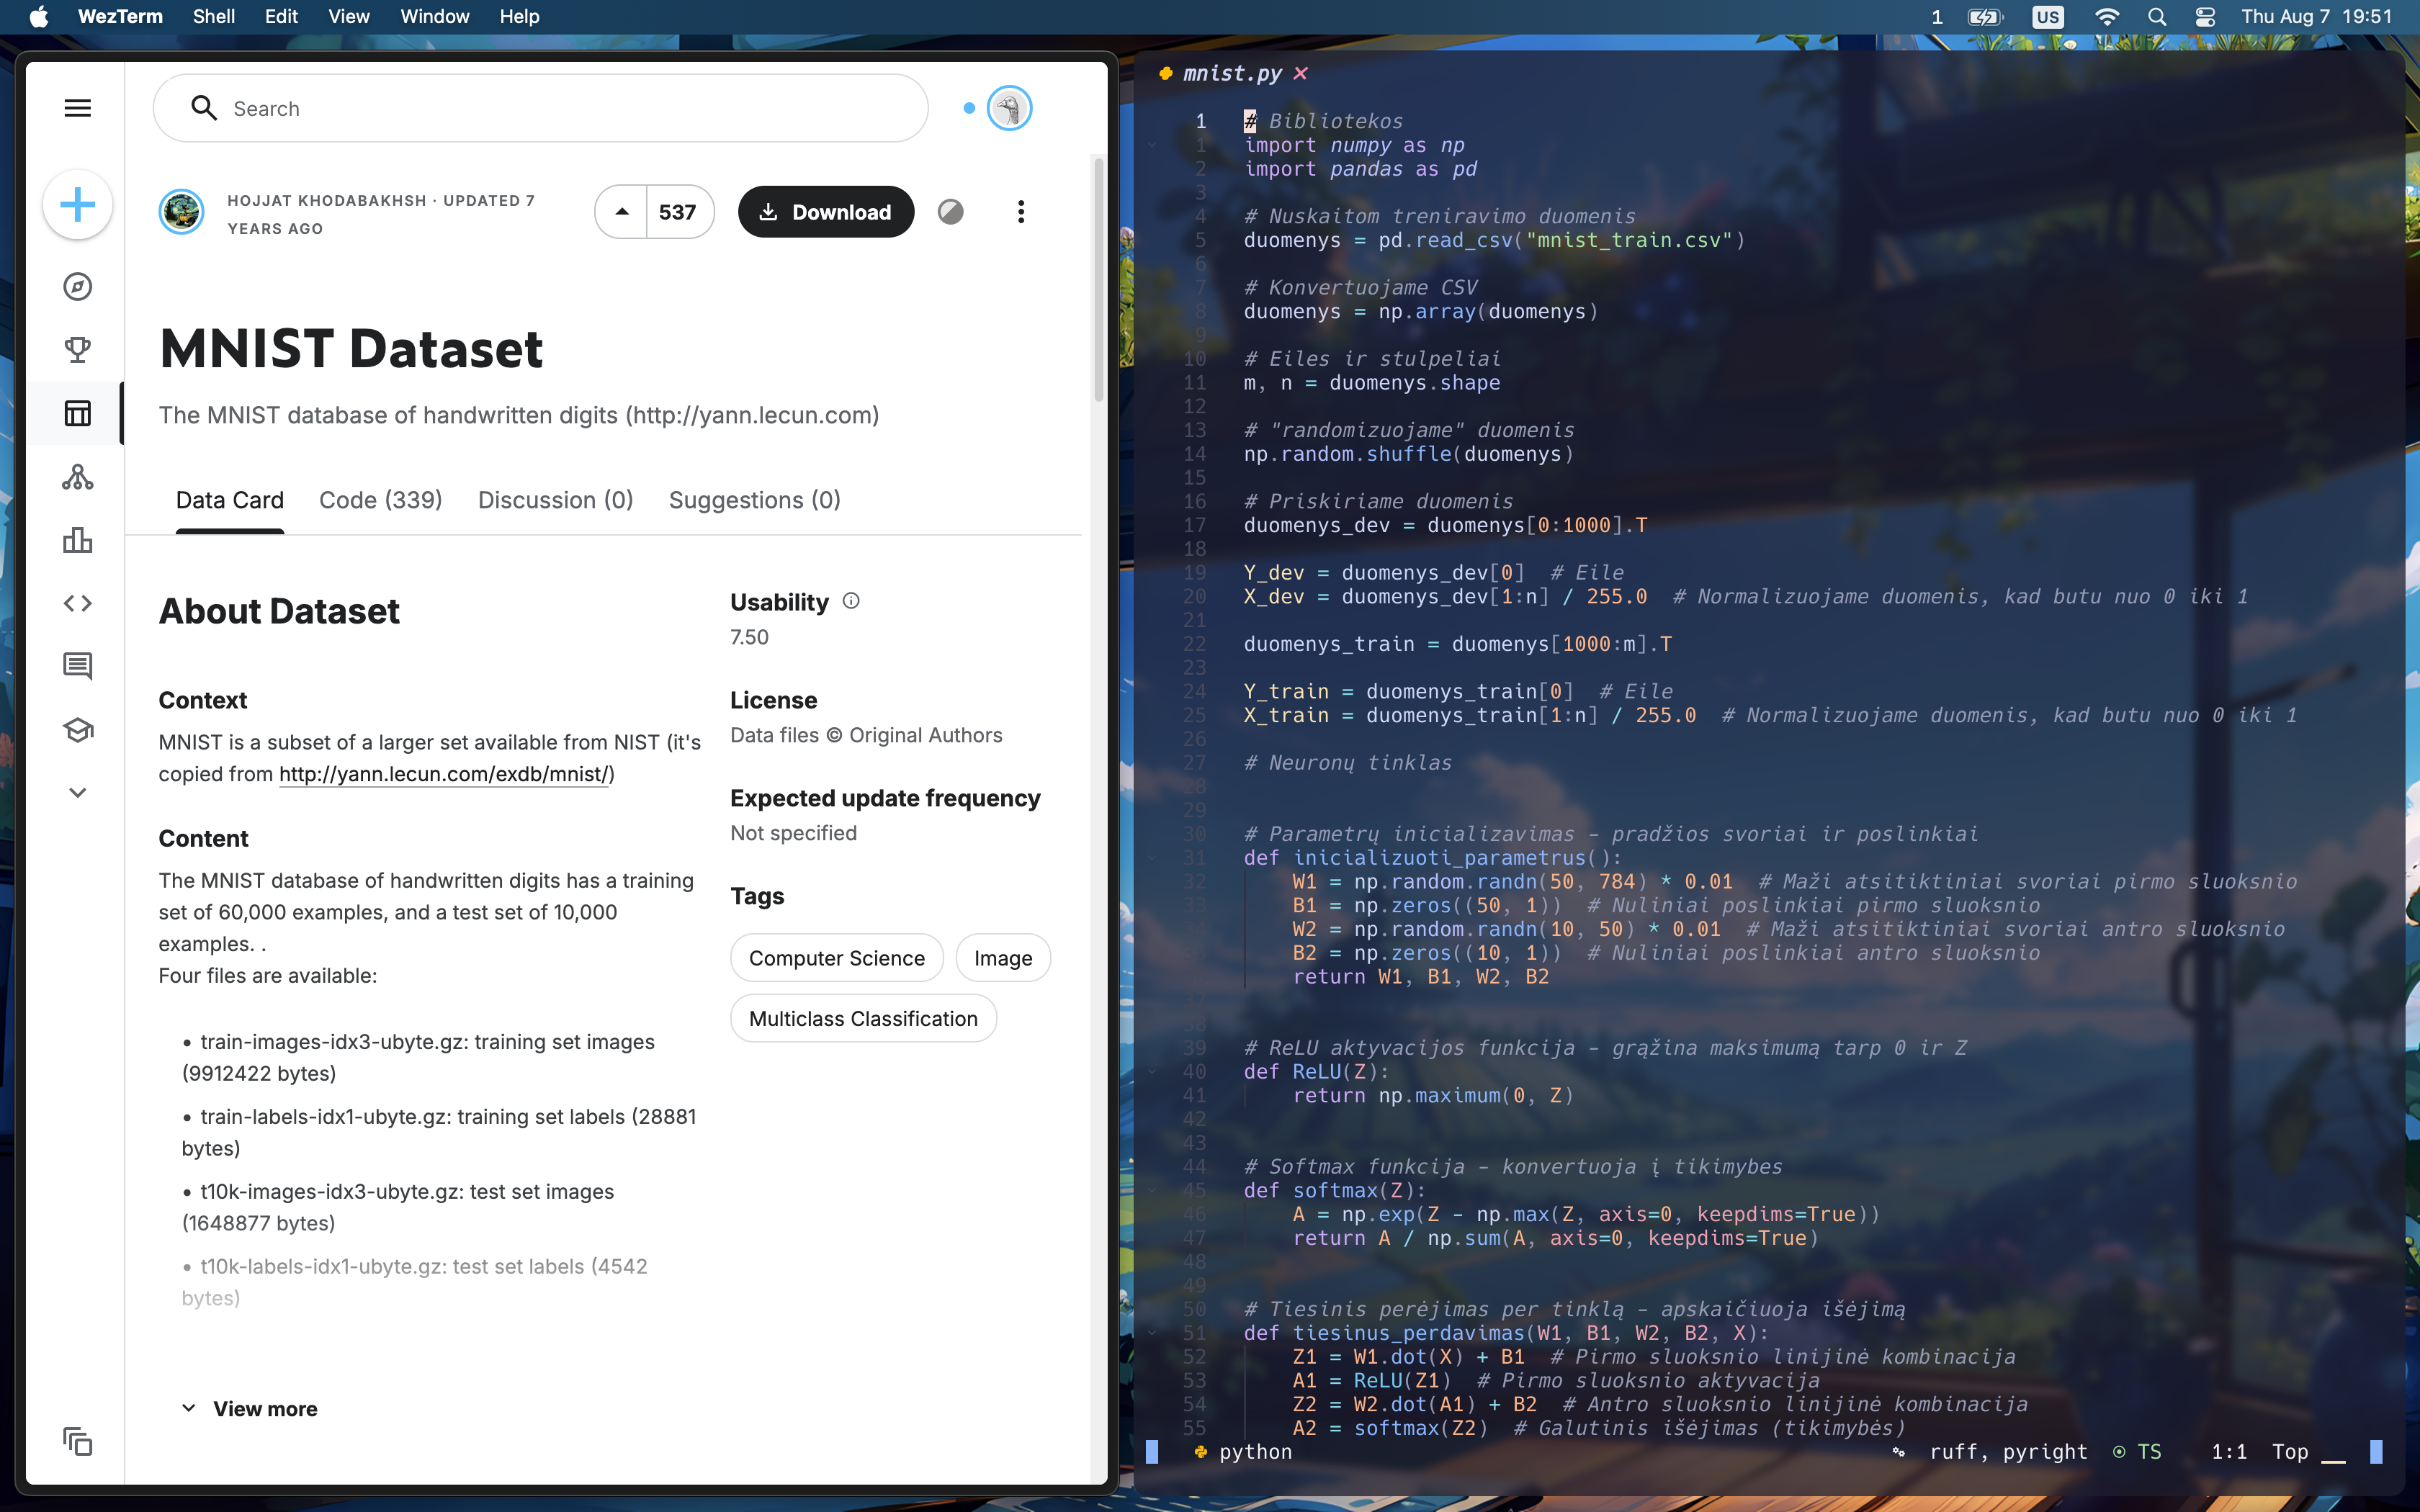 WezTerm Shell Edit View Window Help 1 US Thu Aug 7 19:51
Search
HOJJAT KHODABAKHSH · UPDATED 7
YEARS AGO
537
Download
MNIST Dataset
The MNIST database of handwritten digits (http://yann.lecun.com)
Data Card Code (339) Discussion (0) Suggestions (0)
About Dataset
Context
MNIST is a subset of a larger set available from NIST (it's
copied from http://yann.lecun.com/exdb/mnist/)
Content
The MNIST database of handwritten digits has a training
set of 60,000 examples, and a test set of 10,000
examples. .
Four files are available:
• train-images-idx3-ubyte.gz: training set images
(9912422 bytes)
• train-labels-idx1-ubyte.gz: training set labels (28881
bytes)
• t10k-images-idx3-ubyte.gz: test set images
(1648877 bytes)
• t10k-labels-idx1-ubyte.gz: test set labels (4542
bytes)
View more
Usability
7.50
License
Data files © Original Authors
Expected update frequency
Not specified
Tags
Computer Science Image
Multiclass Classification
mnist.py
1 # Bibliotekos
1 import numpy as np
2 import pandas as pd
3
4 # Nuskaitom treniravimo duomenis
5 duomenys = pd.read_csv("mnist_train.csv")
6
7 # Konvertuojame CSV
8 duomenys = np.array(duomenys)
9
10 # Eiles ir stulpeliai
11 m, n = duomenys.shape
12
13 # "randomizuojame" duomenis
14 np.random.shuffle(duomenys)
15
16 # Priskiriame duomenis
17 duomenys_dev = duomenys[0:1000].T
18
19 Y_dev = duomenys_dev[0]  # Eile
20 X_dev = duomenys_dev[1:n] / 255.0  # Normalizuojame duomenis, kad butu nuo 0 iki 1
21
22 duomenys_train = duomenys[1000:m].T
23
24 Y_train = duomenys_train[0]  # Eile
25 X_train = duomenys_train[1:n] / 255.0  # Normalizuojame duomenis, kad butu nuo 0 iki 1
26
27 # Neuronų tinklas
28
29
30 # Parametrų inicializavimas - pradžios svoriai ir poslinkiai
31 def inicializuoti_parametrus():
32     W1 = np.random.randn(50, 784) * 0.01  # Maži atsitiktiniai svoriai pirmo sluoksnio
33     B1 = np.zeros((50, 1))  # Nuliniai poslinkiai pirmo sluoksnio
W2 = np.random.randn(10, 50) * 0.01  # Maži atsitiktiniai svoriai antro sluoksnio
B2 = np.zeros((10, 1))  # Nuliniai poslinkiai antro sluoksnio
return W1, B1, W2, B2
37
38
39 # ReLU aktyvacijos funkcija - grąžina maksimumą tarp 0 ir Z
40 def ReLU(Z):
41     return np.maximum(0, Z)
42
43
44 # Softmax funkcija - konvertuoja į tikimybes
45 def softmax(Z):
46     A = np.exp(Z - np.max(Z, axis=0, keepdims=True))
47     return A / np.sum(A, axis=0, keepdims=True)
48
49
50 # Tiesinis perėjimas per tinklą - apskaičiuoja išėjimą
51 def tiesinus_perdavimas(W1, B1, W2, B2, X):
52     Z1 = W1.dot(X) + B1  # Pirmo sluoksnio linijinė kombinacija
53     A1 = ReLU(Z1)  # Pirmo sluoksnio aktyvacija
54     Z2 = W2.dot(A1) + B2  # Antro sluoksnio linijinė kombinacija
55     A2 = softmax(Z2)  # Galutinis išėjimas (tikimybės)
python ruff, pyright TS 1:1 Top